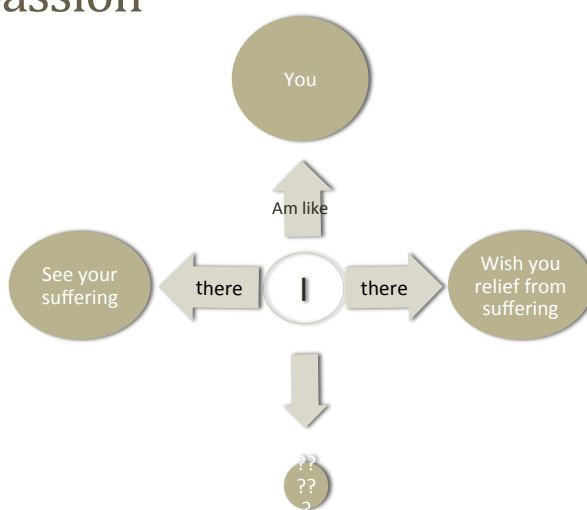 assion
You
Am like
See your
suffering
there
I
there
Wish you
relief from
suffering
??
??
?